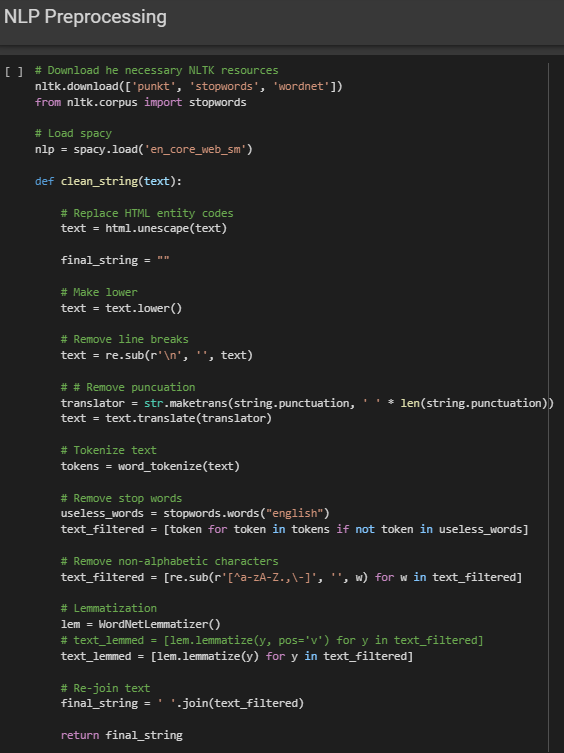 NLP Preprocessing
[ ] # Download he necessary NLTK resources
nltk.download(['punkt', 'stopwords', 'wordnet'])
from nltk.corpus import stopwords
# Load spacy
nlp = spacy.load('en_core_web_sm')
def clean_string(text):
# Replace HTML entity codes
text = html.unescape(text)
final_string = ""
# Make lower
text = text.lower()
# Remove line breaks
text = re.sub(r'\n', '', text)
# # Remove puncuation
translator = str.maketrans(string.punctuation, ' ' * len(string.punctuation))
text = text.translate(translator)
# Tokenize text
tokens = word_tokenize(text)
# Remove stop words
useless_words = stopwords.words("english")
text_filtered = [token for token in tokens if not token in useless_words]
# Remove non-alphabetic characters
text_filtered = [re.sub(r'[^a-zA-Z.,\-]', '', w) for w in text_filtered]
# Lemmatization
lem = WordNetLemmatizer()
# text_lemmed = [lem.lemmatize(y, pos='v') for y in text_filtered]
text_lemmed = [lem.lemmatize(y) for y in text_filtered]
# Re-join text
final_string = ' '.join(text_filtered)
return final_string